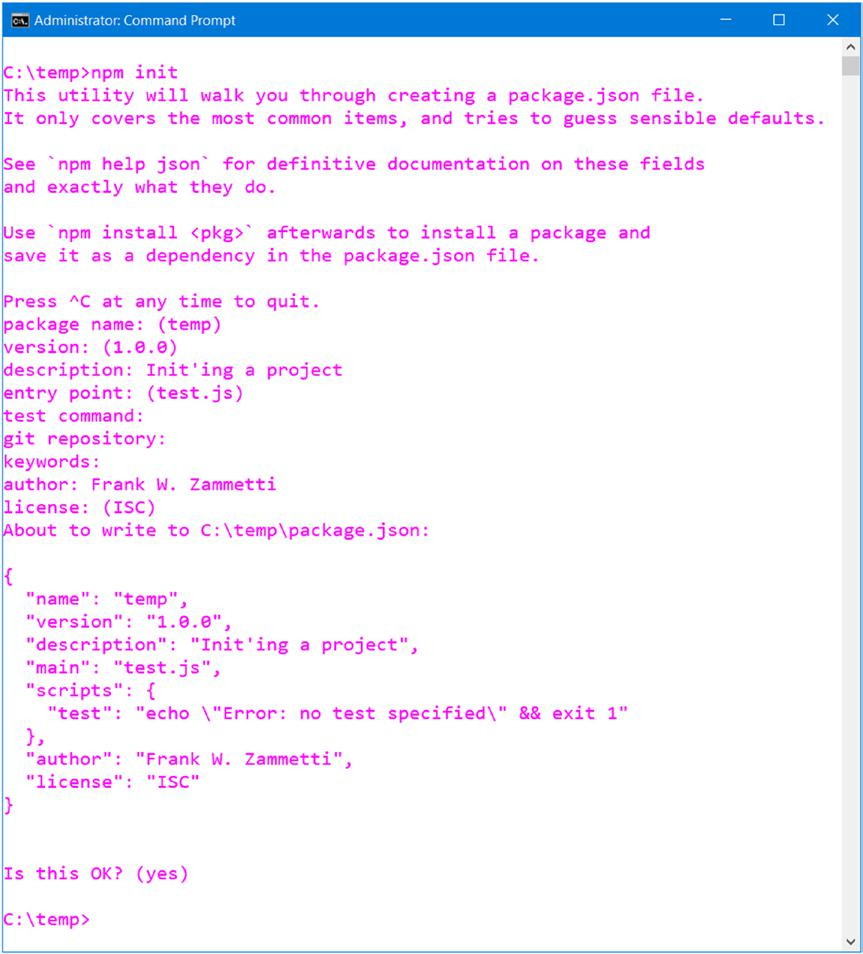 Administrator: Command Prompt
C:\temp>npm init
This utility will walk you through creating a package.json file.
It only covers the most common items, and tries to guess sensible defaults.
See `npm help json` for definitive documentation on these fields
and exactly what they do.
Use `npm install <pkg>` afterwards to install a package and
save it as a dependency in the package.json file.
Press ^C at any time to quit.
package name: (temp)
version: (1.0.0)
description: Init'ing a project
entry point: (test.js)
test command:
git repository:
keywords:
author: Frank W. Zammetti
license: (ISC)
About to write to C:\temp\package.json:
{
  "name": "temp",
  "version": "1.0.0",
  "description": "Init'ing a project",
  "main": "test.js",
  "scripts": {
    "test": "echo \"Error: no test specified\" && exit 1"
  },
  "author": "Frank W. Zammetti",
  "license": "ISC"
}
Is this OK? (yes)
C:\temp>